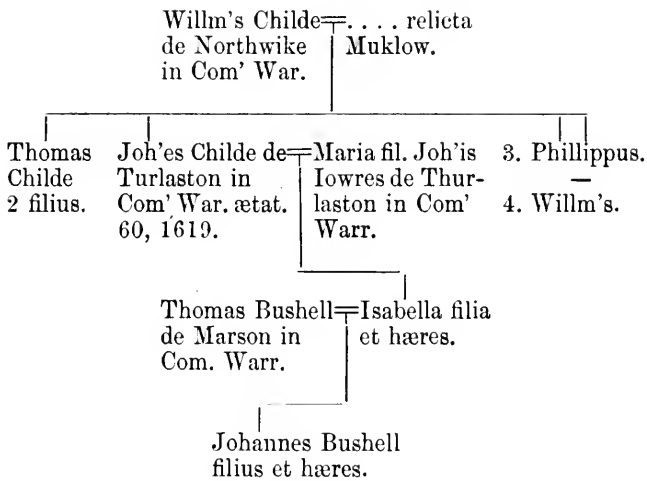 Willm's Childe
de Northwike
in Com' War.
. . . . relicta
Muklow.
Thomas
Childe
2 filius.
Joh'es Childe de
Turlaston in
Com' War. ætat.
60, 1619.
Maria fil. Joh'is
Iowres de Thur-
laston in Com'
Warr.
3. Phillippus.
—
4. Willm's.
Thomas Bushell
de Marson in
Com. Warr.
Isabella filia
et hæres.
Johannes Bushell
filius et hæres.